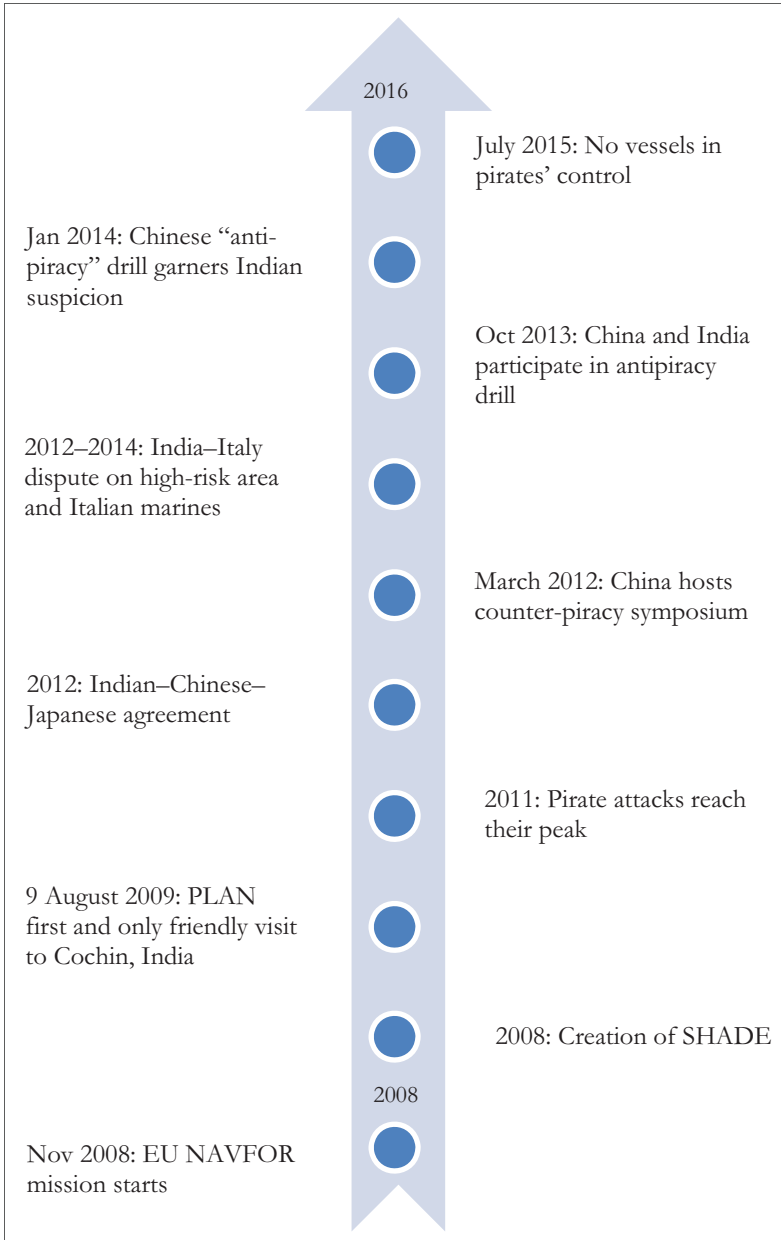 2016
July 2015: No vessels in
pirates’ control
Jan 2014: Chinese “anti-
piracy” drill garners Indian
suspicion
Oct 2013: China and India
participate in antipiracy
drill
2012–2014: India–Italy
dispute on high-risk area
and Italian marines
March 2012: China hosts
counter-piracy symposium
2012: Indian–Chinese–
Japanese agreement
2011: Pirate attacks reach
their peak
9 August 2009: PLAN
first and only friendly visit
to Cochin, India
2008: Creation of SHADE
2008
Nov 2008: EU NAVFOR
mission starts